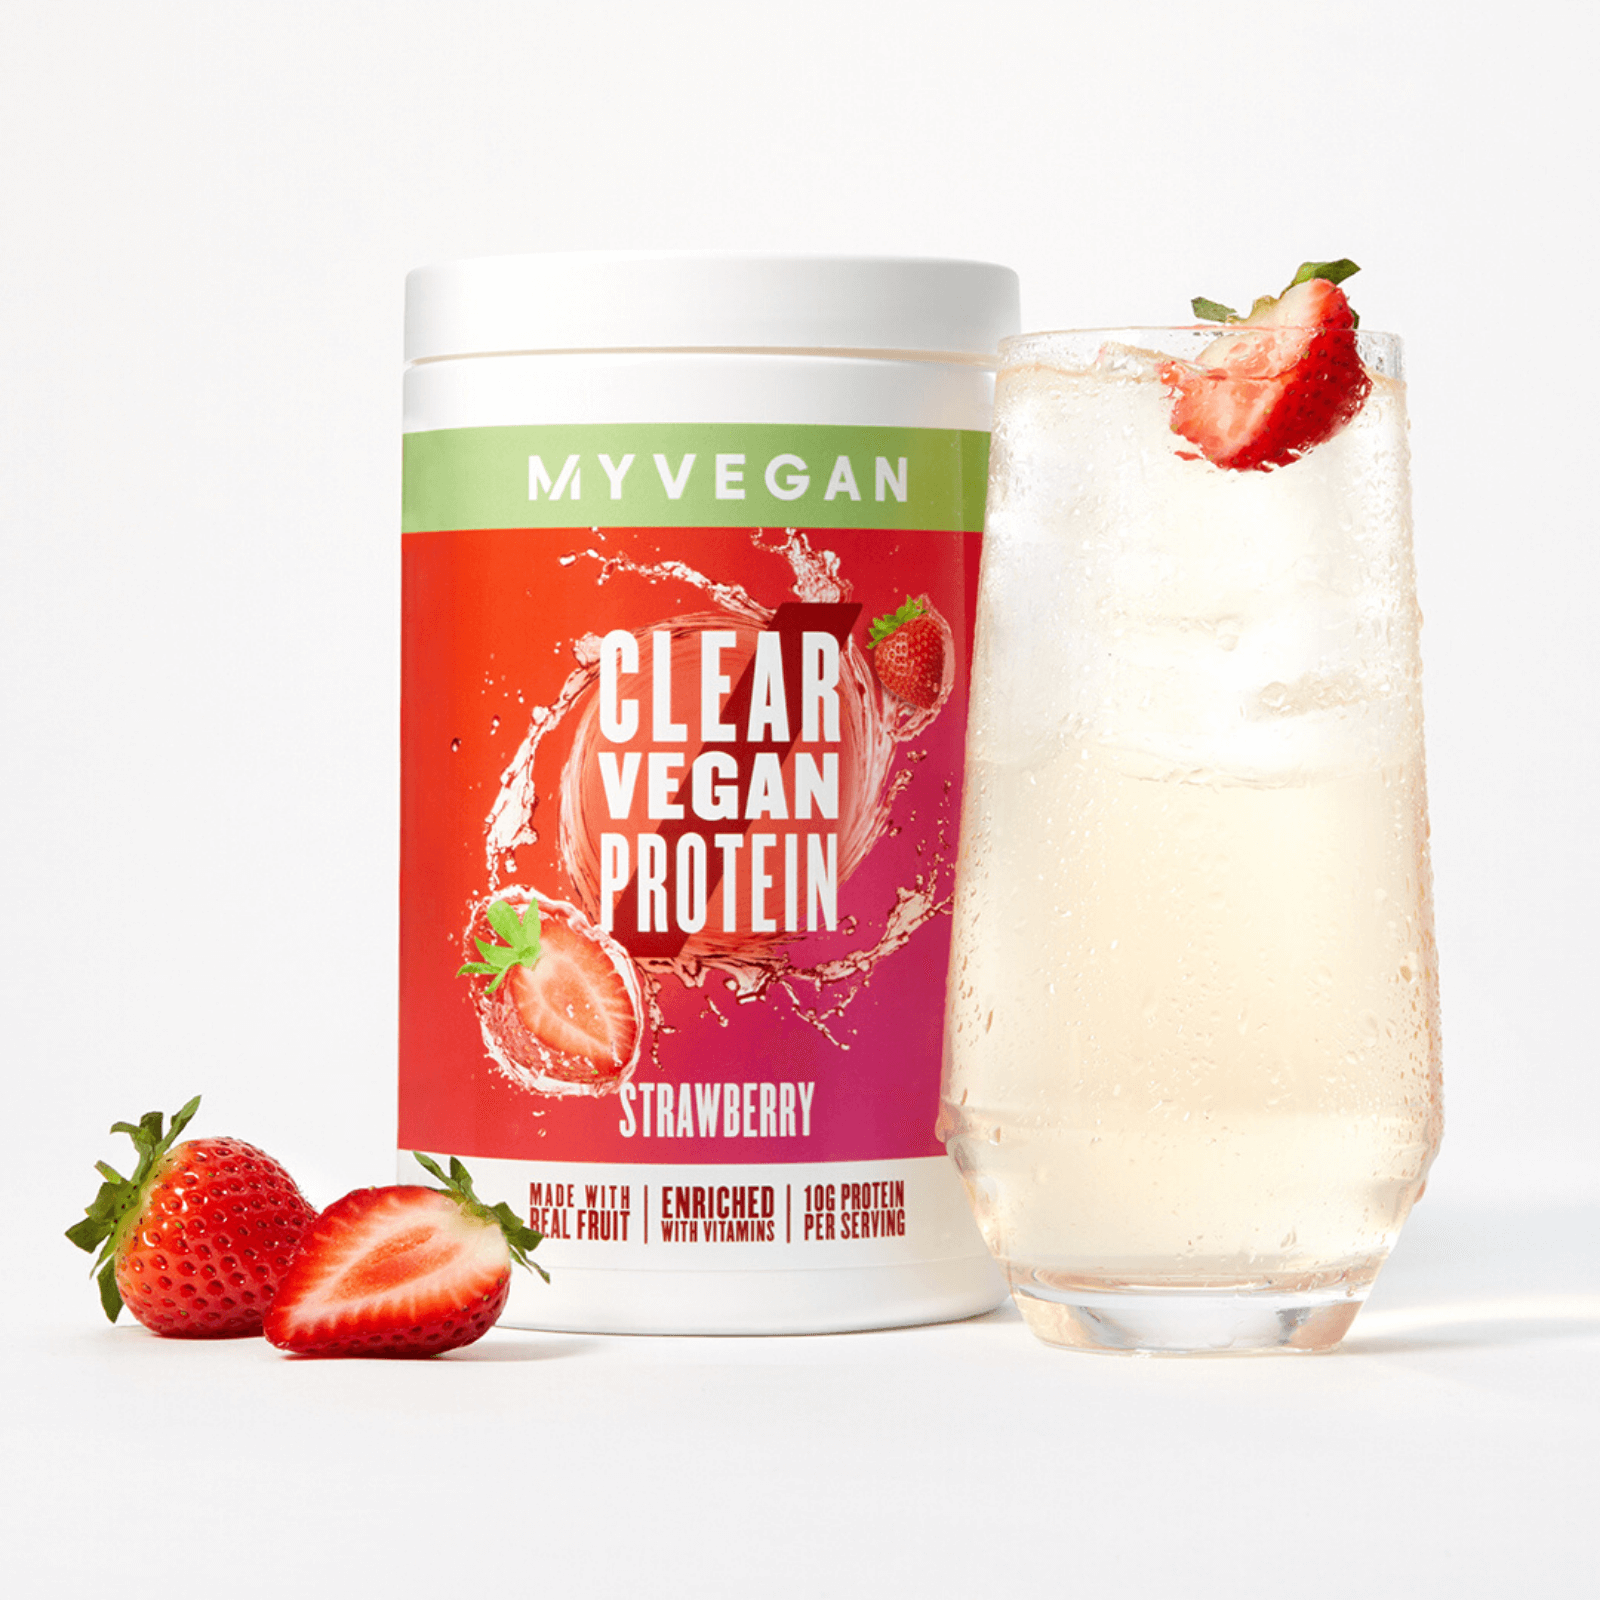 MYVEGAN
CLEAR
VEGAN
PROTEIN
STRAWBERRY
MADE WITH
REAL FRUIT
ENRICHED
WITH VITAMINS
10G PROTEIN
PER SERVING